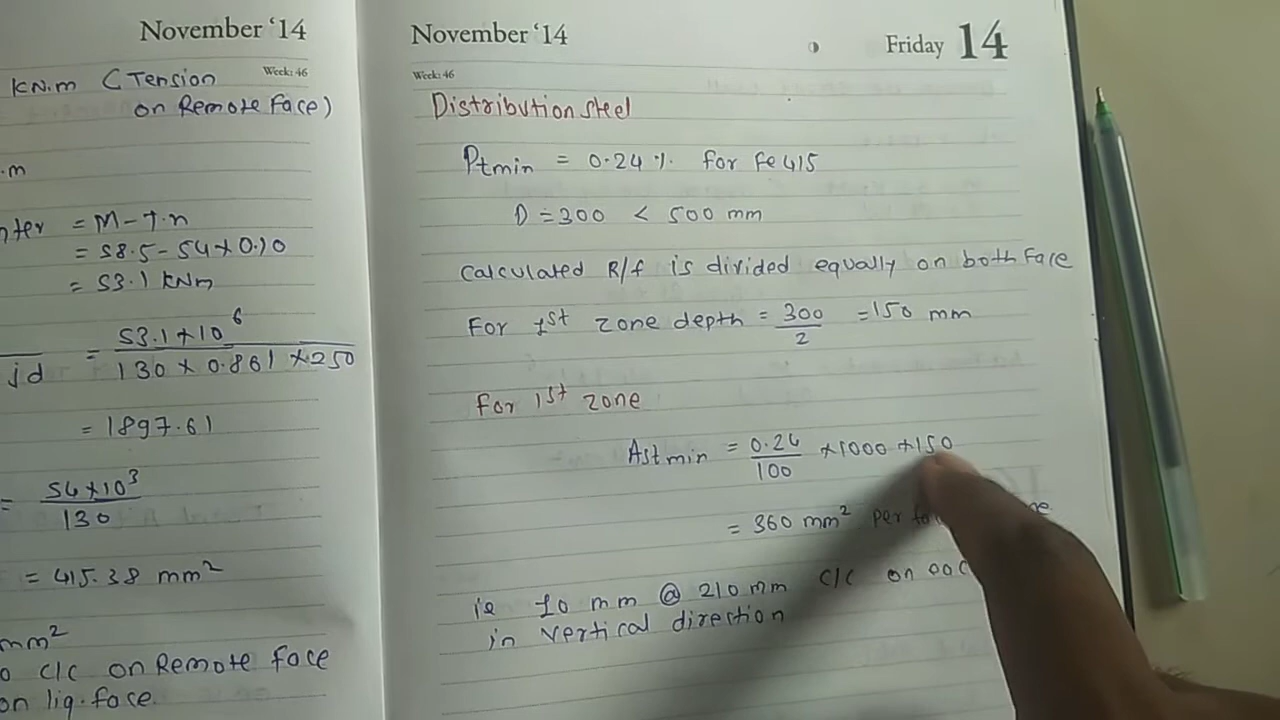 November ‘14
Week: 46
KN.m (Tension
on Remote face)
.m
= M-T.x
= 58.5 - 54 x 0.10
= 53.1 kNm
jd = 53.1 x 10^6 / 130 x 0.861 x 250
= 1897.61
= 54 x 10^3 / 130
= 415.38 mm²
mm²
c/c on Remote face
on liq. face.
November ‘14
Friday 14
Week: 46
Distribution steel
Ptmin = 0.24 %. for Fe 415
D = 300 < 500 mm
Calculated R/f is divided equally on both Face
For 1st zone depth = 300 / 2 = 150 mm
For 1st zone
Astmin = 0.24 / 100 x 1000 x 150
= 360 mm² per
ie 10 mm @ 210 mm c/c on
in vertical direction